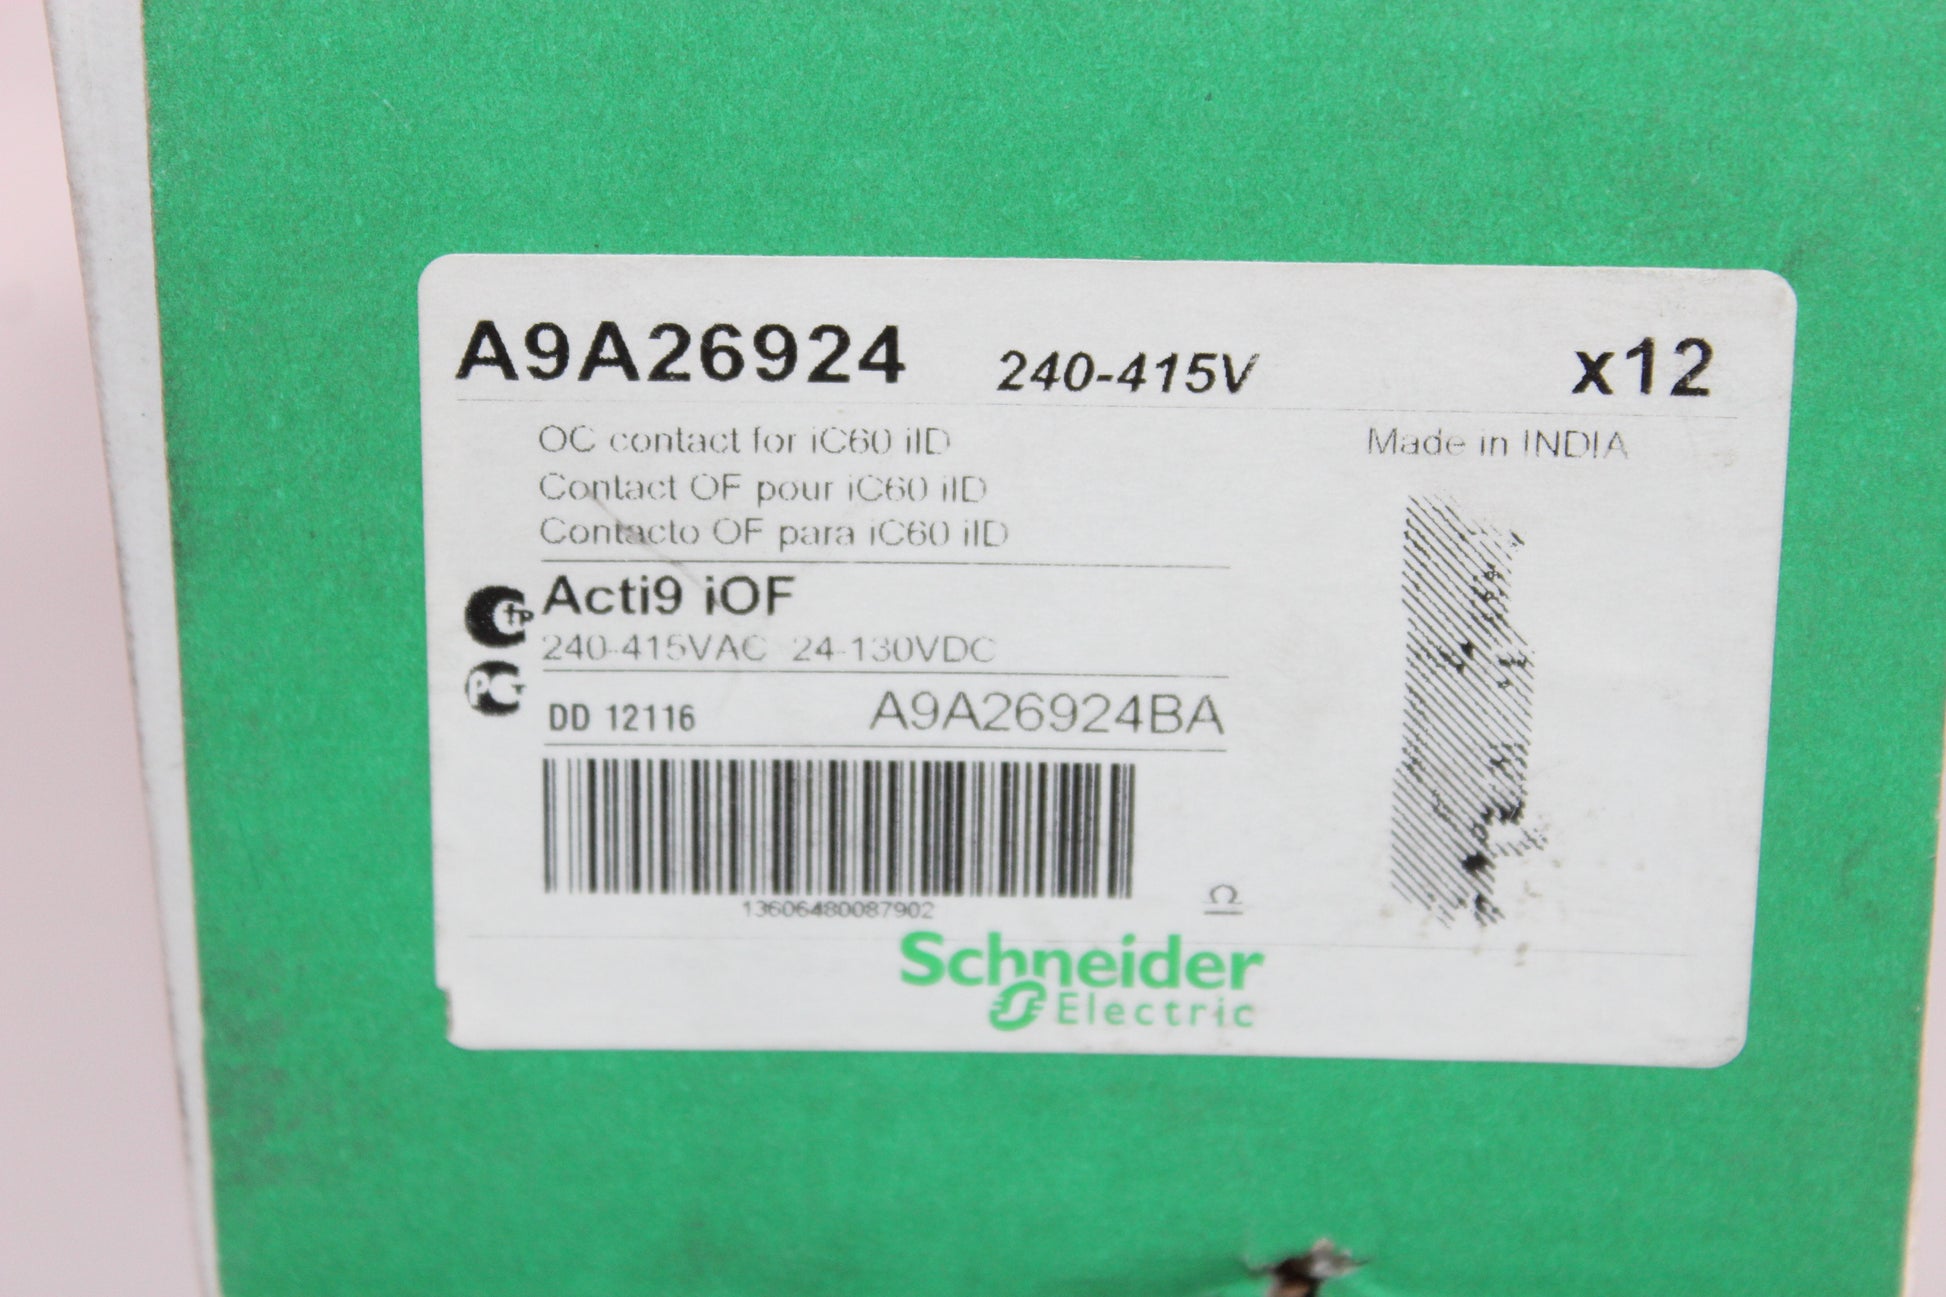 A9A26924 240-415V x12
OC contact for iC60 iID Made in INDIA
Contact OF pour iC60 iID
Contacto OF para iC60 iID
Acti9 iOF
240-415VAC 24-130VDC
DD 12116 A9A26924BA
13606480087902
Schneider
Electric